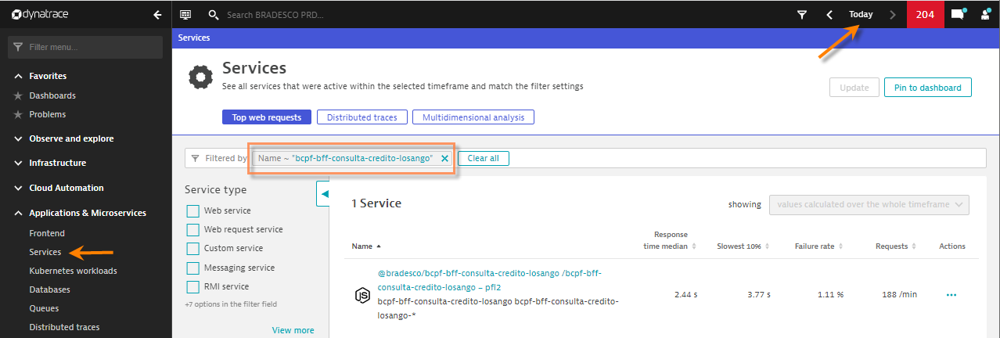 dynatrace
Search BRADESCO PRD...
Today
204
Filter menu...
Favorites
Dashboards
Problems
Observe and explore
Infrastructure
Cloud Automation
Applications & Microservices
Frontend
Services
Kubernetes workloads
Databases
Queues
Distributed traces
Services
Services
See all services that were active within the selected timeframe and match the filter settings
Update
Pin to dashboard
Top web requests
Distributed traces
Multidimensional analysis
Filtered by
Name ~ "bcpf-bff-consulta-credito-losango"
Clear all
Service type
Web service
Web request service
Custom service
Messaging service
RMI service
+7 options in the filter field
View more
1 Service
showing
values calculated over the whole timeframe
Name
Response
time median
Slowest 10%
Failure rate
Requests
Actions
@bradesco/bcpf-bff-consulta-credito-losango /bcpf-bff-
consulta-credito-losango – pfl2
bcpf-bff-consulta-credito-losango bcpf-bff-consulta-credito-
losango-*
JS
2.44 s
3.77 s
1.11 %
188 /min